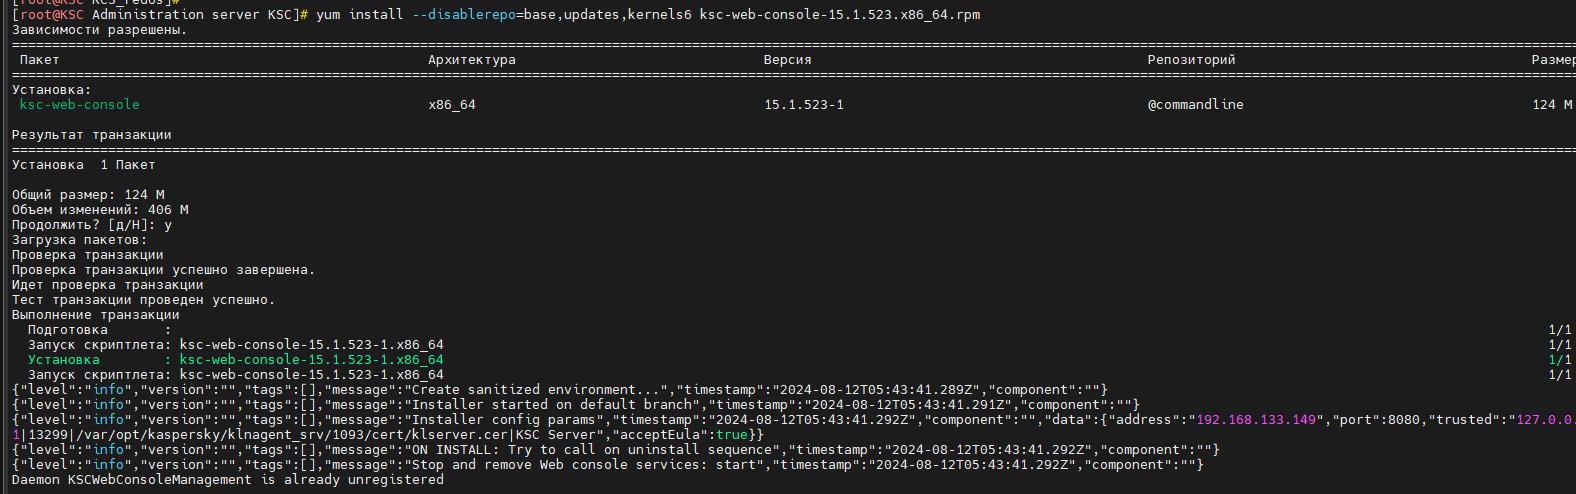 [root@KSC KCS_redos]#
[root@KSC Administration server KSC]# yum install --disablerepo=base,updates,kernels6 ksc-web-console-15.1.523.x86_64.rpm
Зависимости разрешены.
Пакет Архитектура Версия Репозиторий Размер
Установка:
ksc-web-console x86_64 15.1.523-1 @commandline 124 M
Результат транзакции
Установка 1 Пакет
Общий размер: 124 M
Объем изменений: 406 M
Продолжить? [д/Н]: y
Загрузка пакетов:
Проверка транзакции
Проверка транзакции успешно завершена.
Идет проверка транзакции
Тест транзакции проведен успешно.
Выполнение транзакции
Подготовка : 1/1
Запуск скриптлета: ksc-web-console-15.1.523-1.x86_64 1/1
Установка : ksc-web-console-15.1.523-1.x86_64 1/1
Запуск скриптлета: ksc-web-console-15.1.523-1.x86_64 1/1
{"level":"info","version":"","tags":[],"message":"Create sanitized environment...","timestamp":"2024-08-12T05:43:41.289Z","component":""}
{"level":"info","version":"","tags":[],"message":"Installer started on default branch","timestamp":"2024-08-12T05:43:41.291Z","component":""}
{"level":"info","version":"","tags":[],"message":"Installer config params","timestamp":"2024-08-12T05:43:41.292Z","component":"","data":{"address":"192.168.133.149","port":8080,"trusted":"127.0.0.
1|13299|/var/opt/kaspersky/klnagent_srv/1093/cert/klserver.cer|KSC Server","acceptEula":true}}
{"level":"info","version":"","tags":[],"message":"ON INSTALL: Try to call on uninstall sequence","timestamp":"2024-08-12T05:43:41.292Z","component":""}
{"level":"info","version":"","tags":[],"message":"Stop and remove Web console services: start","timestamp":"2024-08-12T05:43:41.292Z","component":""}
Daemon KSCWebConsoleManagement is already unregistered